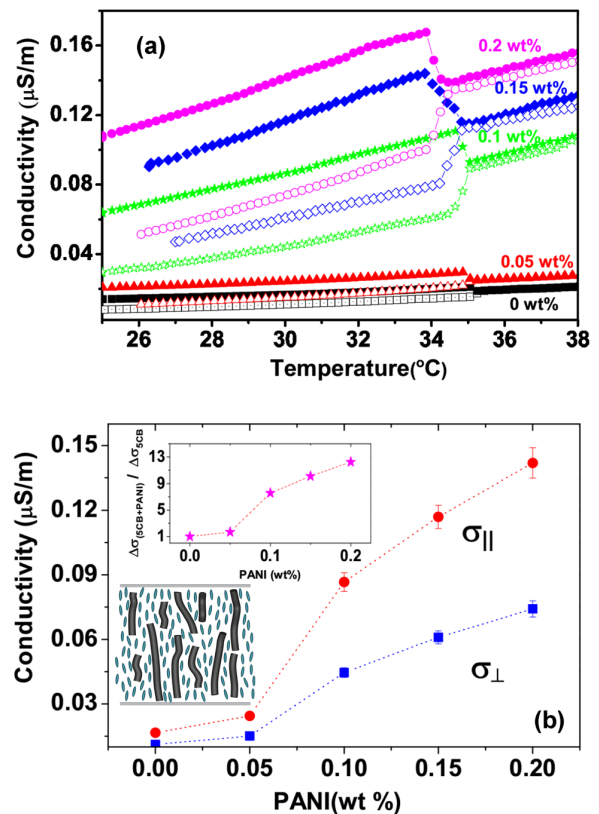 (a)
0.2 wt%
0.15 wt%
0.1 wt%
0.05 wt%
0 wt%
0.16
0.12
0.08
0.04
Conductivity (μS/m)
26 28 30 32 34 36 38
Temperature(ºC)
0.15
0.12
0.09
0.06
0.03
Conductivity (μS/m)
13
9
5
1
Δσ(5CB+PANI) / Δσ5CB
0.0 0.1 0.2
PANI (wt%)
σ||
σ⊥
(b)
0.00 0.05 0.10 0.15 0.20
PANI(wt %)